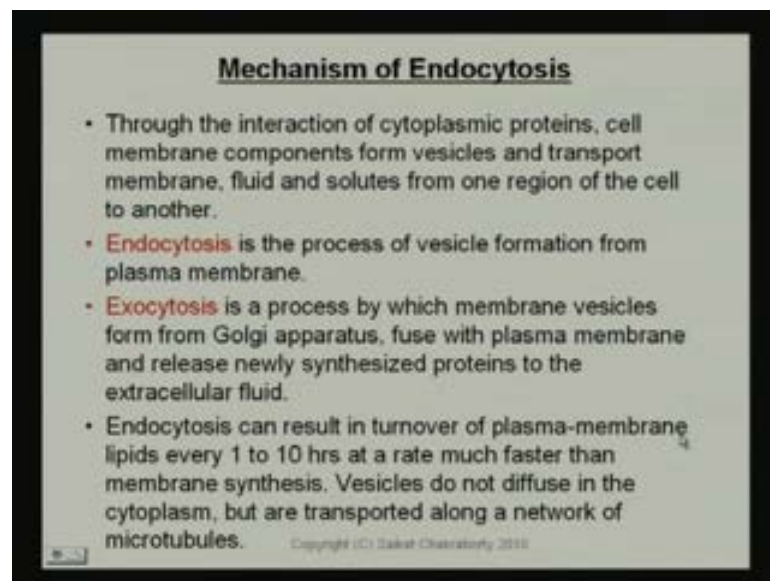 Mechanism of Endocytosis
• Through the interaction of cytoplasmic proteins, cell
membrane components form vesicles and transport
membrane, fluid and solutes from one region of the cell
to another.
• Endocytosis is the process of vesicle formation from
plasma membrane.
• Exocytosis is a process by which membrane vesicles
form from Golgi apparatus, fuse with plasma membrane
and release newly synthesized proteins to the
extracellular fluid.
• Endocytosis can result in turnover of plasma-membrane
lipids every 1 to 10 hrs at a rate much faster than
membrane synthesis. Vesicles do not diffuse in the
cytoplasm, but are transported along a network of
microtubules.
Copyright (C) Saikat Chakraborty 2010